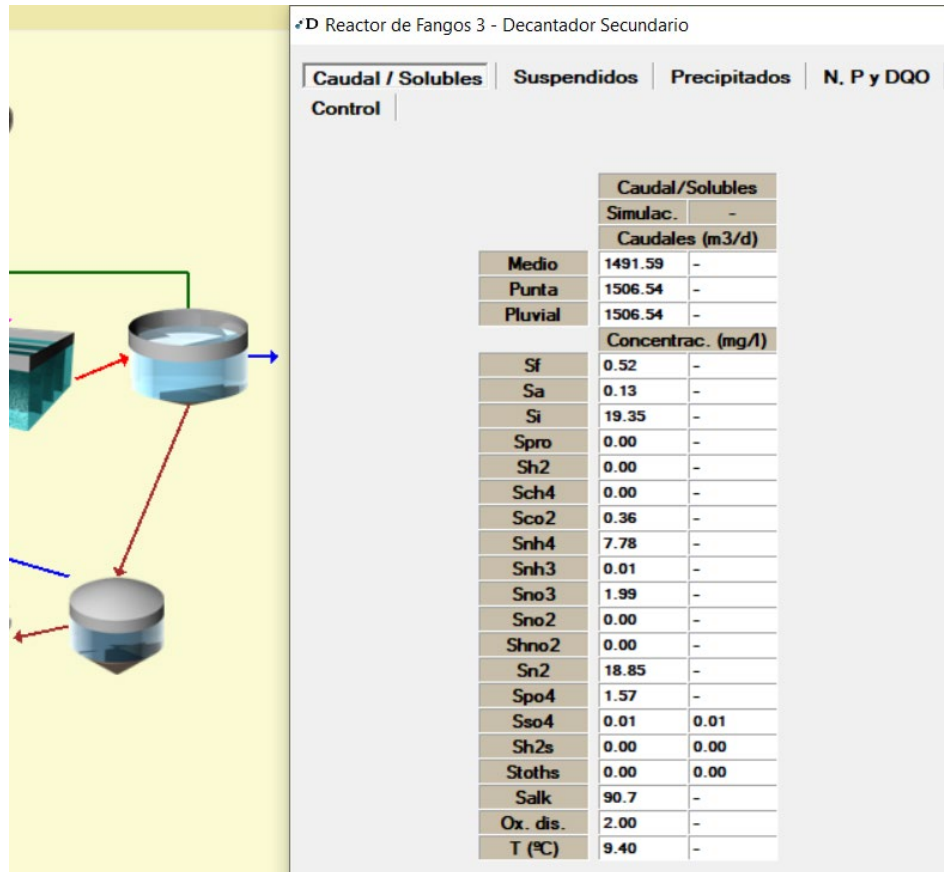 D Reactor de Fangos 3 - Decantador Secundario
Caudal / Solubles Suspendidos Precipitados N, P y DQO
Control
Caudal/Solubles
Simulac. -
Caudales (m3/d)
Medio 1491.59 -
Punta 1506.54 -
Pluvial 1506.54 -
Concentrac. (mg/l)
Sf 0.52 -
Sa 0.13 -
Si 19.35 -
Spro 0.00 -
Sh2 0.00 -
Sch4 0.00 -
Sco2 0.36 -
Snh4 7.78 -
Snh3 0.01 -
Sno3 1.99 -
Sno2 0.00 -
Shno2 0.00 -
Sn2 18.85 -
Spo4 1.57 -
Sso4 0.01 0.01
Sh2s 0.00 0.00
Stoths 0.00 0.00
Salk 90.7 -
Ox. dis. 2.00 -
T (ºC) 9.40 -